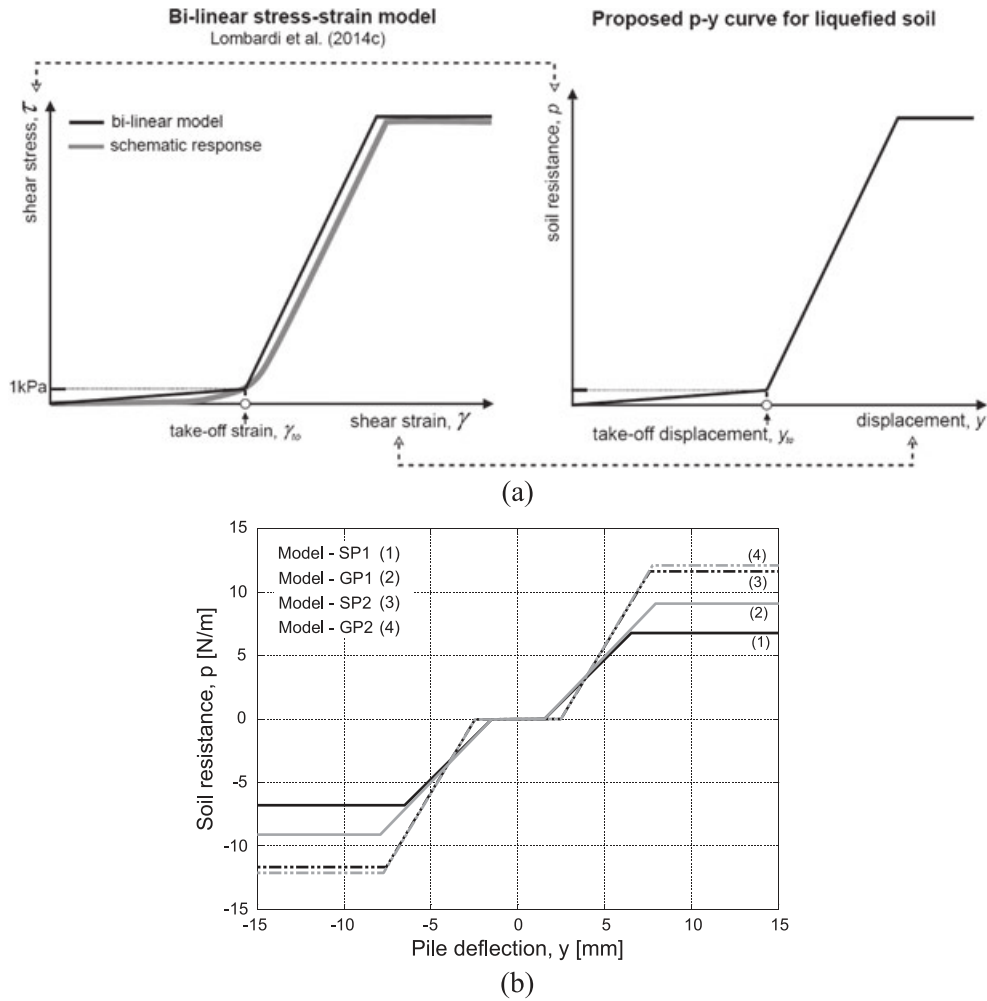 Bi-linear stress-strain model
Lombardi et al. (2014c)
Proposed p-y curve for liquefied soil
shear stress, τ
bi-linear model
schematic response
1kPa
take-off strain, γto
shear strain, γ
soil resistance, p
take-off displacement, yto
displacement, y
(a)
Soil resistance, p [N/m]
15
10
5
0
-5
-10
-15
Model - SP1 (1)
Model - GP1 (2)
Model - SP2 (3)
Model - GP2 (4)
(4)
(3)
(2)
(1)
-15 -10 -5 0 5 10 15
Pile deflection, y [mm]
(b)